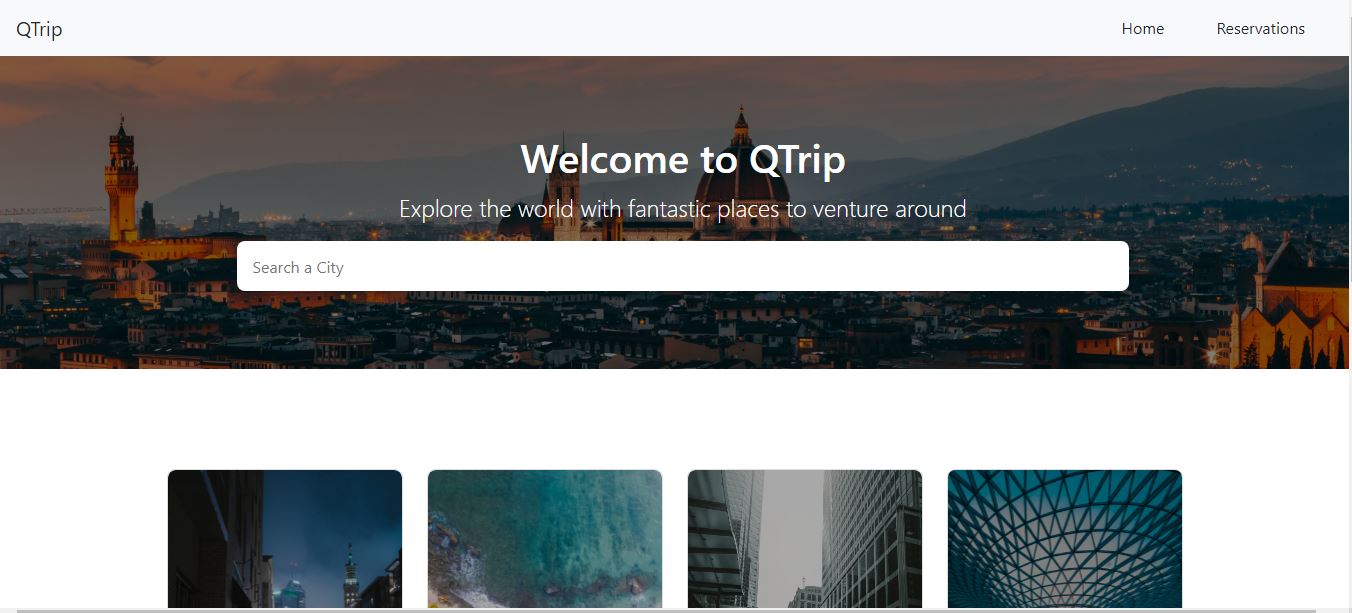 QTrip
Home
Reservations
Welcome to QTrip
Explore the world with fantastic places to venture around
Search a City